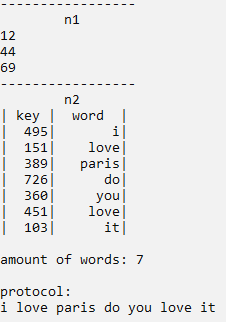 -----------------
n1
12
44
69
-----------------
n2
| key | word |
| 495| i|
| 151| love|
| 389| paris|
| 726| do|
| 360| you|
| 451| love|
| 103| it|
amount of words: 7
protocol:
i love paris do you love it